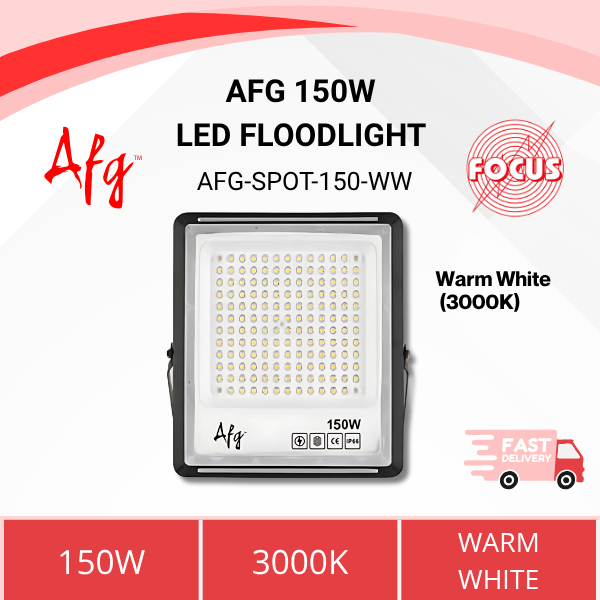 AFG 150W
LED FLOODLIGHT
AFG-SPOT-150-WW
Afg™
FOCUS
Warm White
(3000K)
150W
Afg
CE IP66
FAST
DELIVERY
150W
3000K
WARM
WHITE